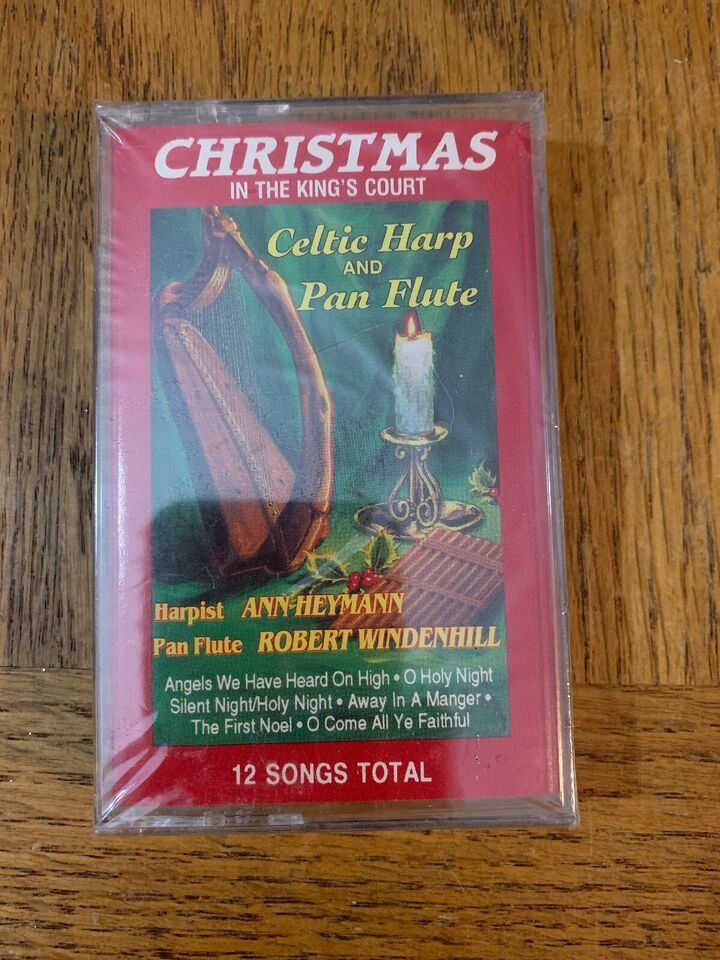 CHRISTMAS
IN THE KING'S COURT
Celtic Harp
AND
Pan Flute
Harpist ANN HEYMANN
Pan Flute ROBERT WINDENHILL
Angels We Have Heard On High • O Holy Night
Silent Night/Holy Night • Away In A Manger •
The First Noel • O Come All Ye Faithful
12 SONGS TOTAL